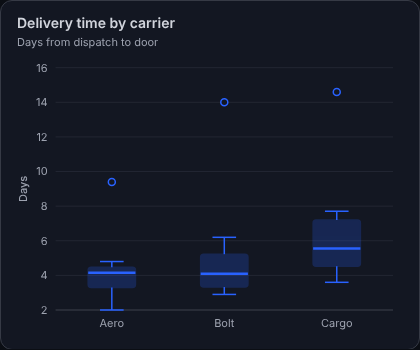 Delivery time by carrier
Days from dispatch to door
16
14
12
10
8
6
4
2
Days
Aero Bolt Cargo